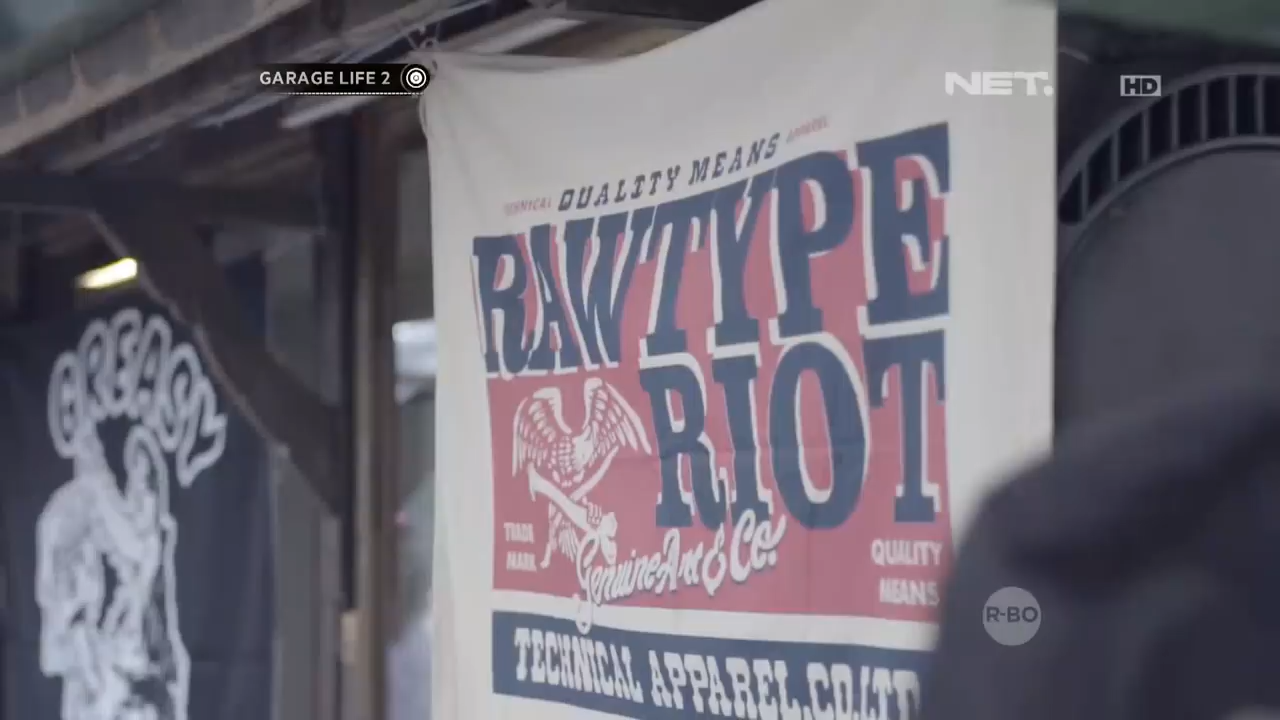 GARAGE LIFE 2
NET.
HD
TECHNICAL QUALITY MEANS APPAREL
RAWTYPE
RIOT
TRADE
MARK
Genuine Art & Co.
QUALITY
MEANS
TECHNICAL APPAREL.CO.LTD
GREASY
R-BO